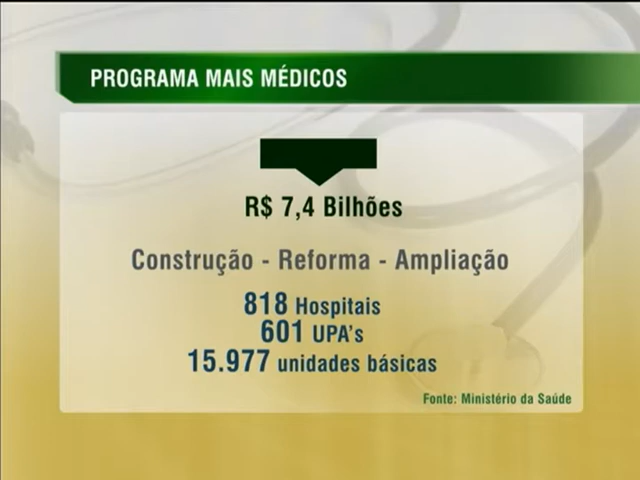 PROGRAMA MAIS MÉDICOS
R$ 7,4 Bilhões
Construção - Reforma - Ampliação
818 Hospitais
601 UPA's
15.977 unidades básicas
Fonte: Ministério da Saúde